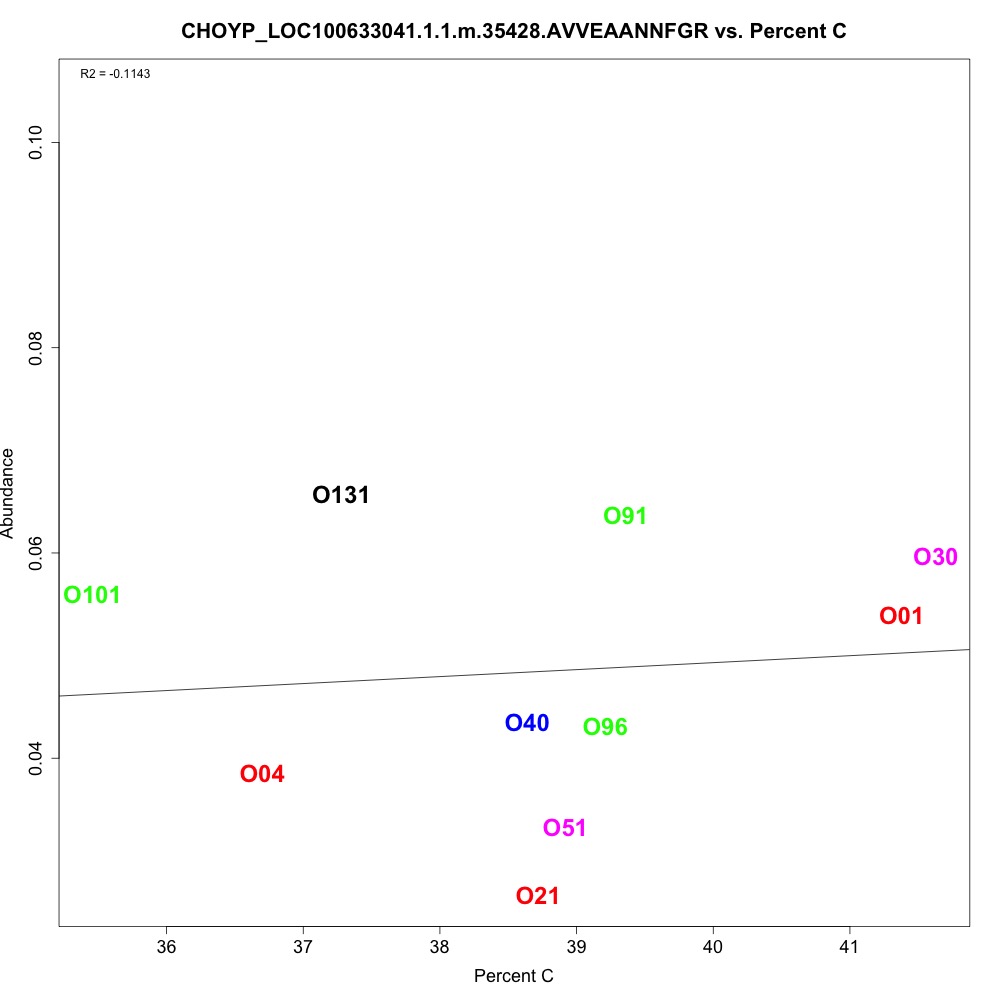 CHOYP_LOC100633041.1.1.m.35428.AVVEAANNFGR vs. Percent C
R2 = -0.1143
0.10
0.08
Abundance
O131
O91
0.06
O30
O101
O01
O40
O96
0.04
O04
O51
O21
36 37 38 39 40 41
Percent C